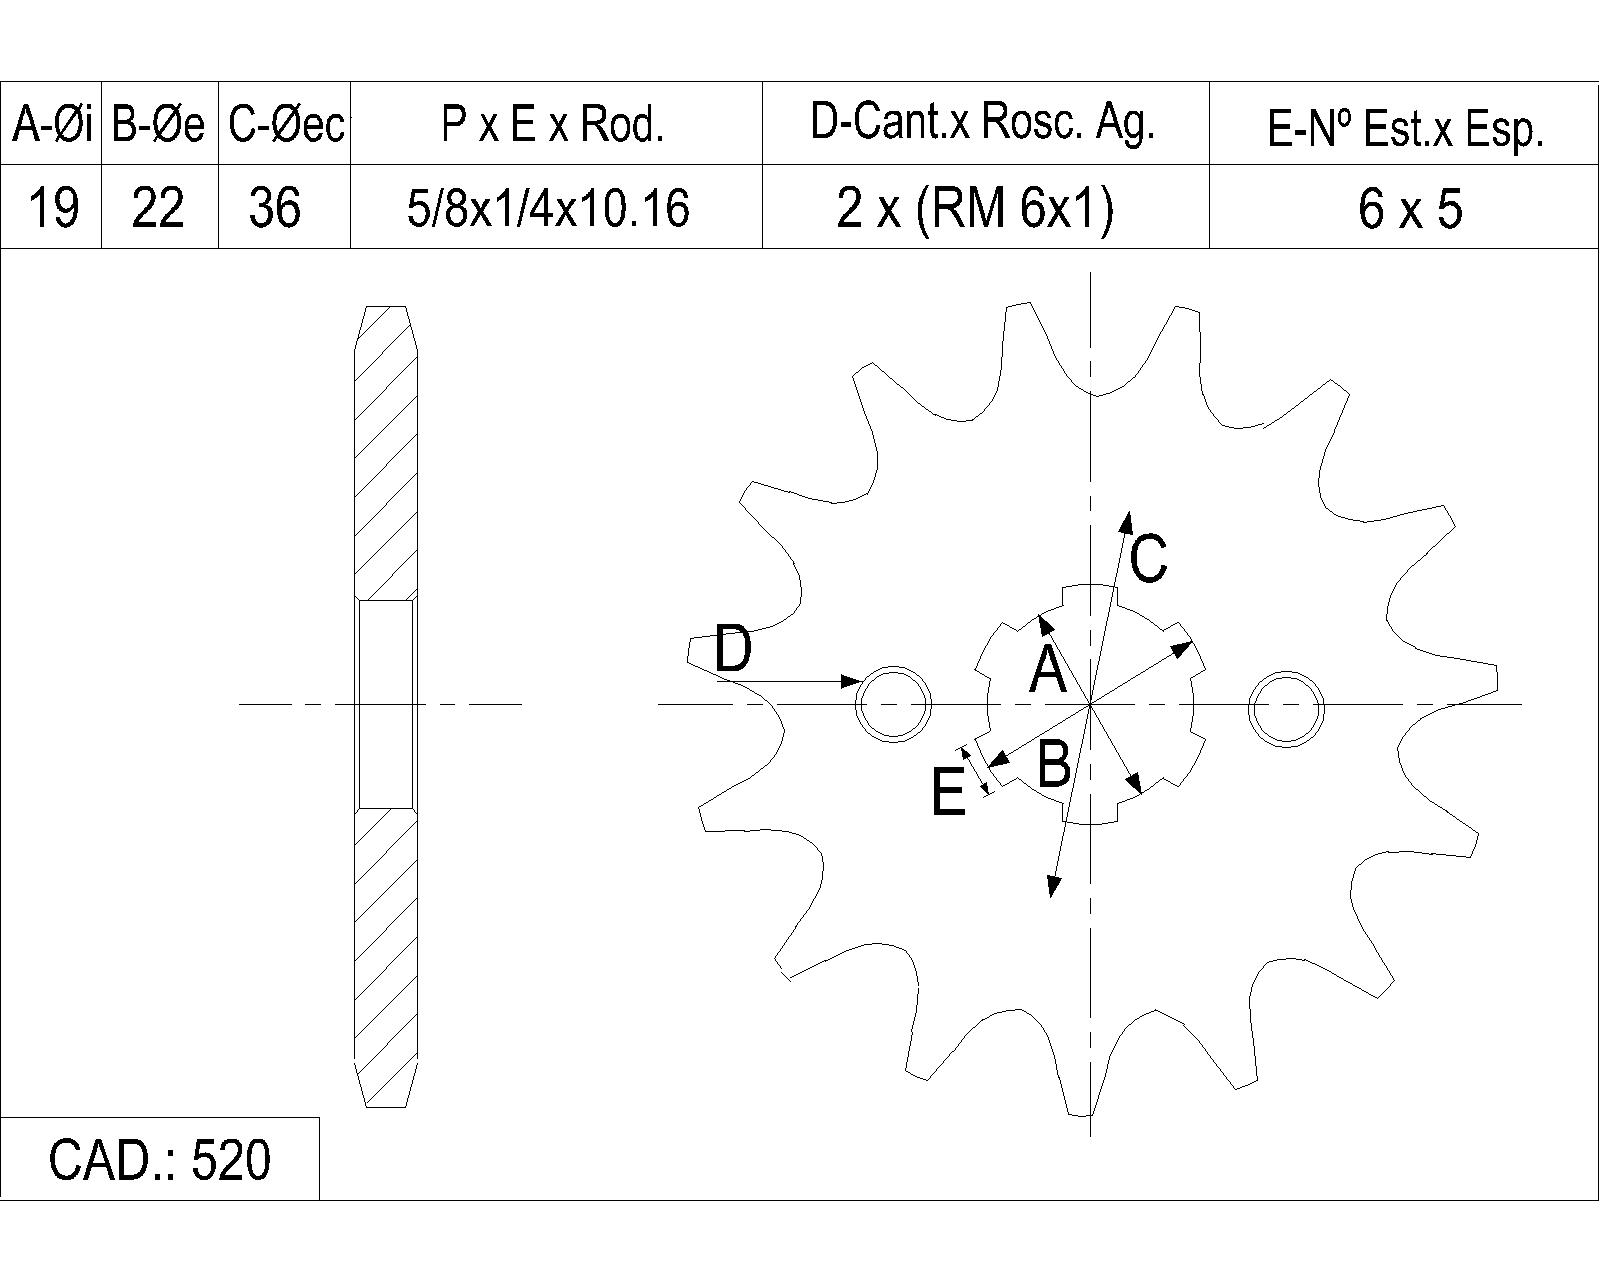 A-Øi B-Øe C-Øec P x E x Rod. D-Cant.x Rosc. Ag. E-Nº Est.x Esp.
19 22 36 5/8x1/4x10.16 2 x (RM 6x1) 6 x 5
C
D
A
B
E
CAD.: 520